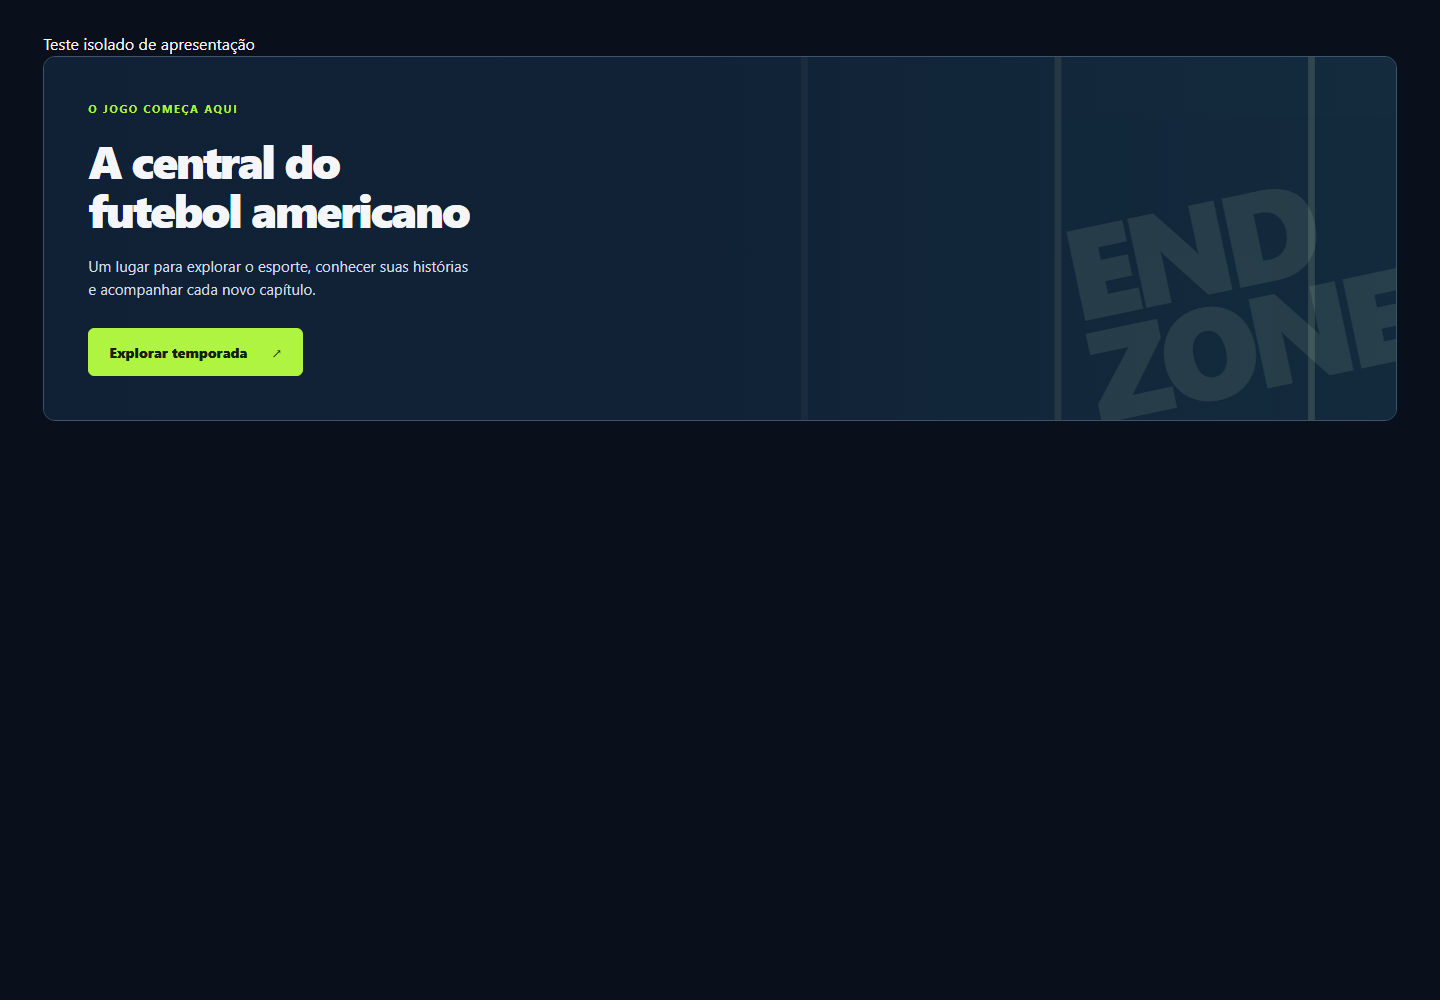 Teste isolado de apresentação
O JOGO COMEÇA AQUI
A central do
futebol americano
Um lugar para explorar o esporte, conhecer suas histórias
e acompanhar cada novo capítulo.
Explorar temporada ↗
END
ZONE